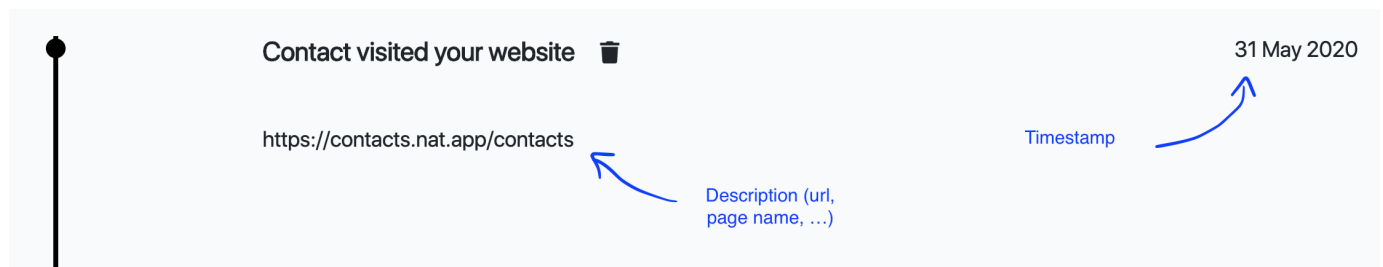 Contact visited your website
31 May 2020
https://contacts.nat.app/contacts
Timestamp
Description (url,
page name, …)